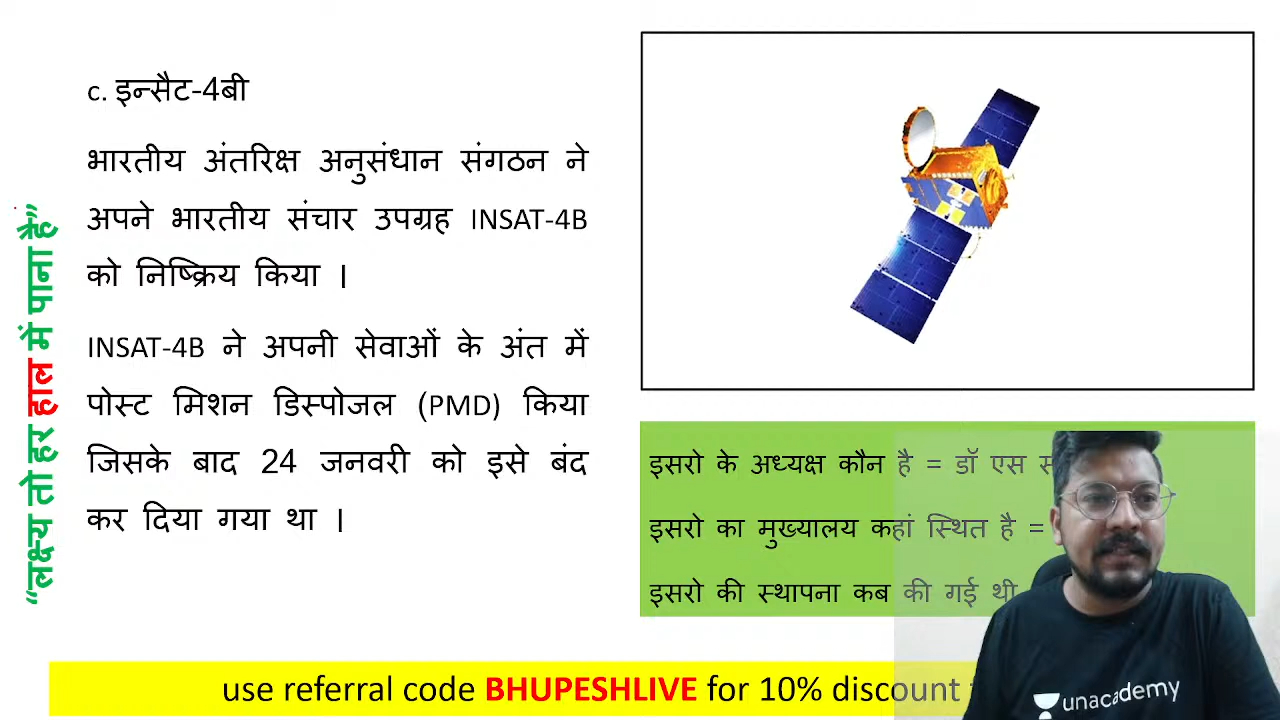 c. इन्सैट-4बी
भारतीय अंतरिक्ष अनुसंधान संगठन ने
अपने भारतीय संचार उपग्रह INSAT-4B
को निष्क्रिय किया ।
INSAT-4B ने अपनी सेवाओं के अंत में
पोस्ट मिशन डिस्पोजल (PMD) किया
जिसके बाद 24 जनवरी को इसे बंद
कर दिया गया था ।
“लक्ष्य तो हर हाल में पाना है”
इसरो के अध्यक्ष कौन है = डॉ एस
इसरो का मुख्यालय कहां स्थित है =
इसरो की स्थापना कब की गई थी
unacademy
use referral code BHUPESHLIVE for 10% discount